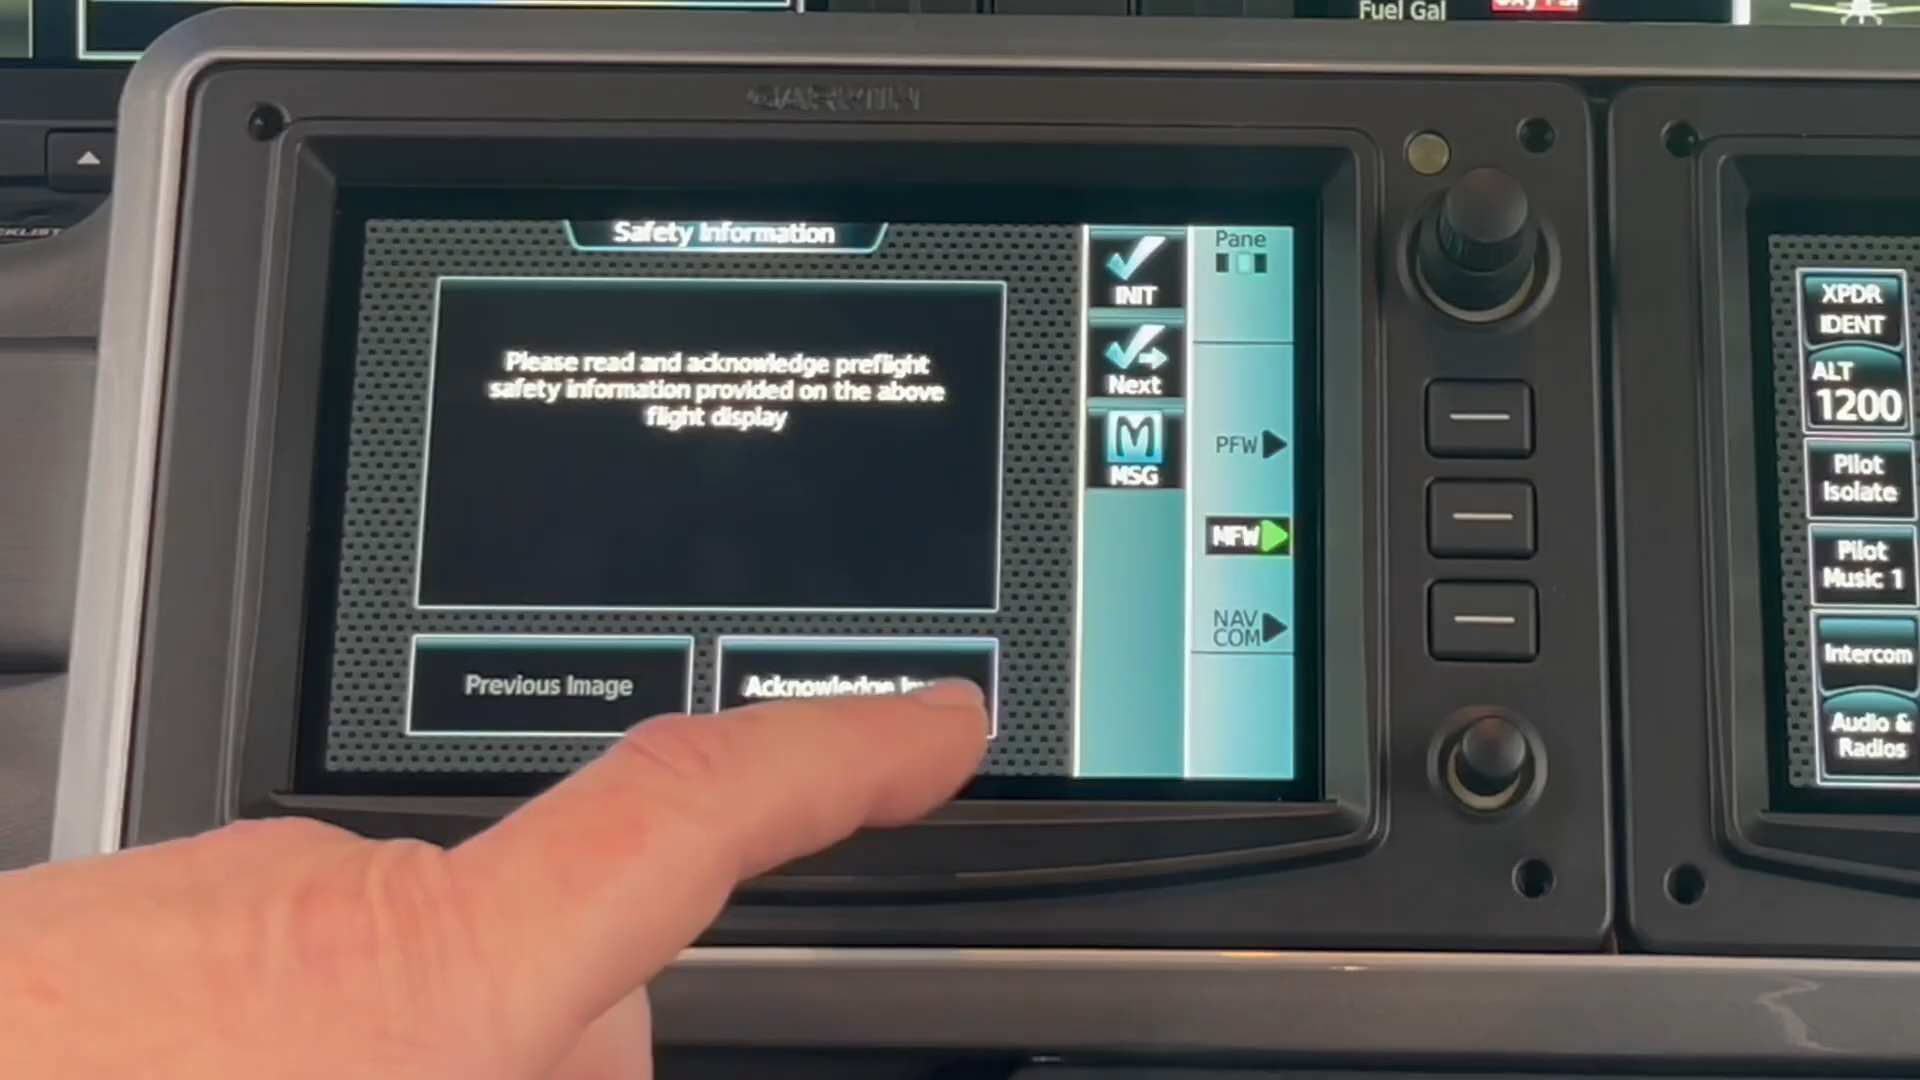 Fuel Gal
GARMIN
Safety Information
Please read and acknowledge preflight
safety information provided on the above
flight display
Previous Image
Acknowledge
INIT
Next
MSG
Pane
PFW
MFW
NAV
COM
XPDR
IDENT
ALT
1200
Pilot
Isolate
Pilot
Music 1
Intercom
Audio &
Radios